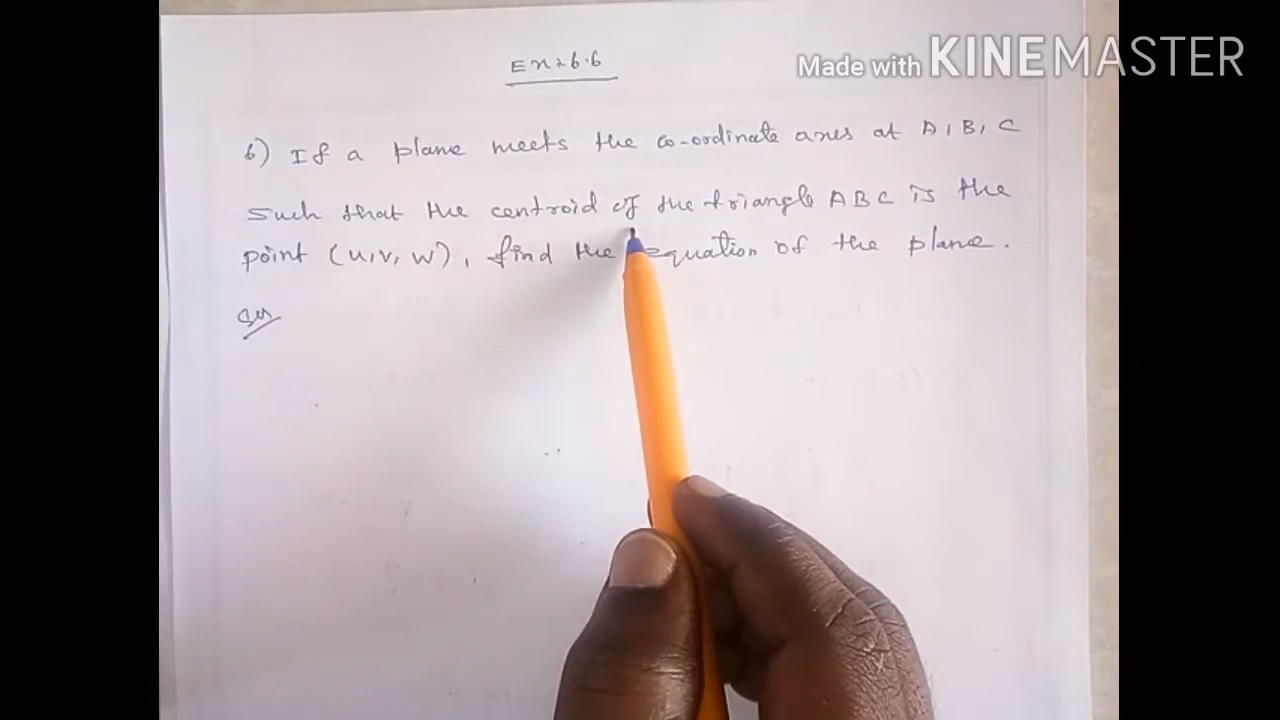 Made with KINEMASTER
Ex 6.6
6) If a plane meets the co-ordinate axes at A, B, C
Such that the centroid of the triangle ABC is the
point (u, v, w), find the equation of the plane.
Sol